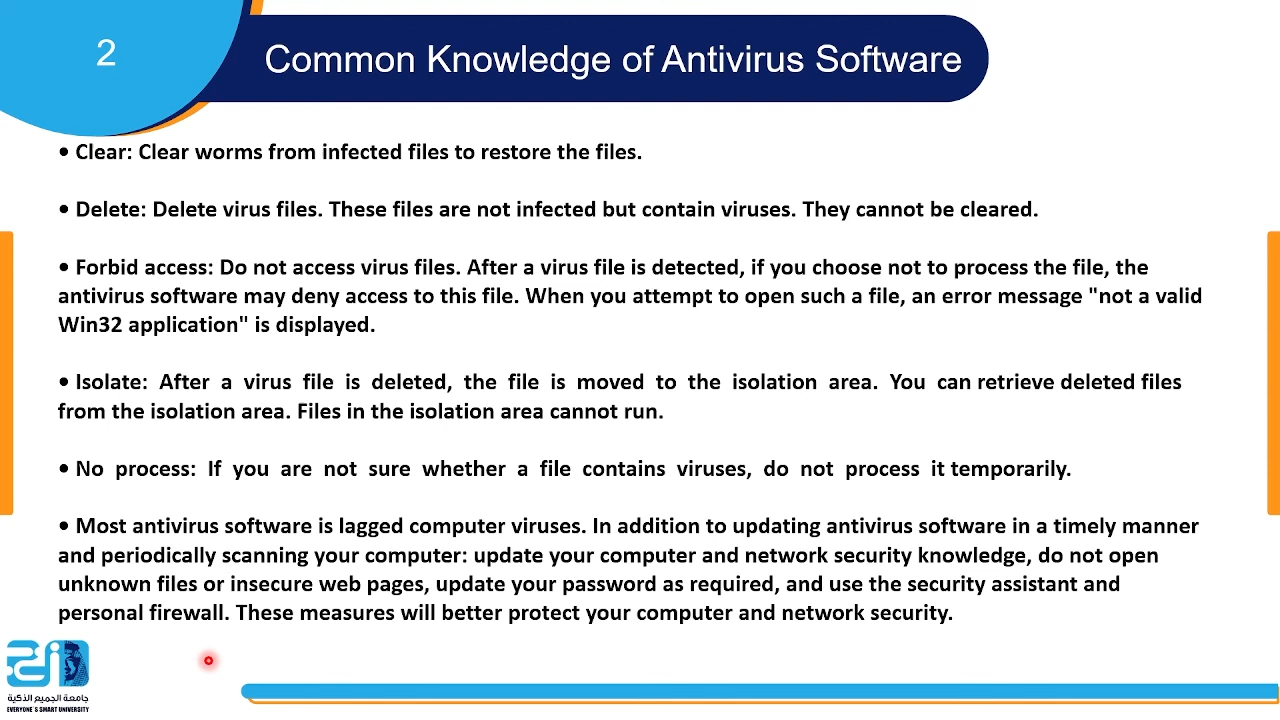 2
Common Knowledge of Antivirus Software
• Clear: Clear worms from infected files to restore the files.
• Delete: Delete virus files. These files are not infected but contain viruses. They cannot be cleared.
• Forbid access: Do not access virus files. After a virus file is detected, if you choose not to process the file, the
antivirus software may deny access to this file. When you attempt to open such a file, an error message "not a valid
Win32 application" is displayed.
• Isolate: After a virus file is deleted, the file is moved to the isolation area. You can retrieve deleted files
from the isolation area. Files in the isolation area cannot run.
• No process: If you are not sure whether a file contains viruses, do not process it temporarily.
• Most antivirus software is lagged computer viruses. In addition to updating antivirus software in a timely manner
and periodically scanning your computer: update your computer and network security knowledge, do not open
unknown files or insecure web pages, update your password as required, and use the security assistant and
personal firewall. These measures will better protect your computer and network security.
جامعة الجميع الذكية
EVERYONE'S SMART UNIVERSITY